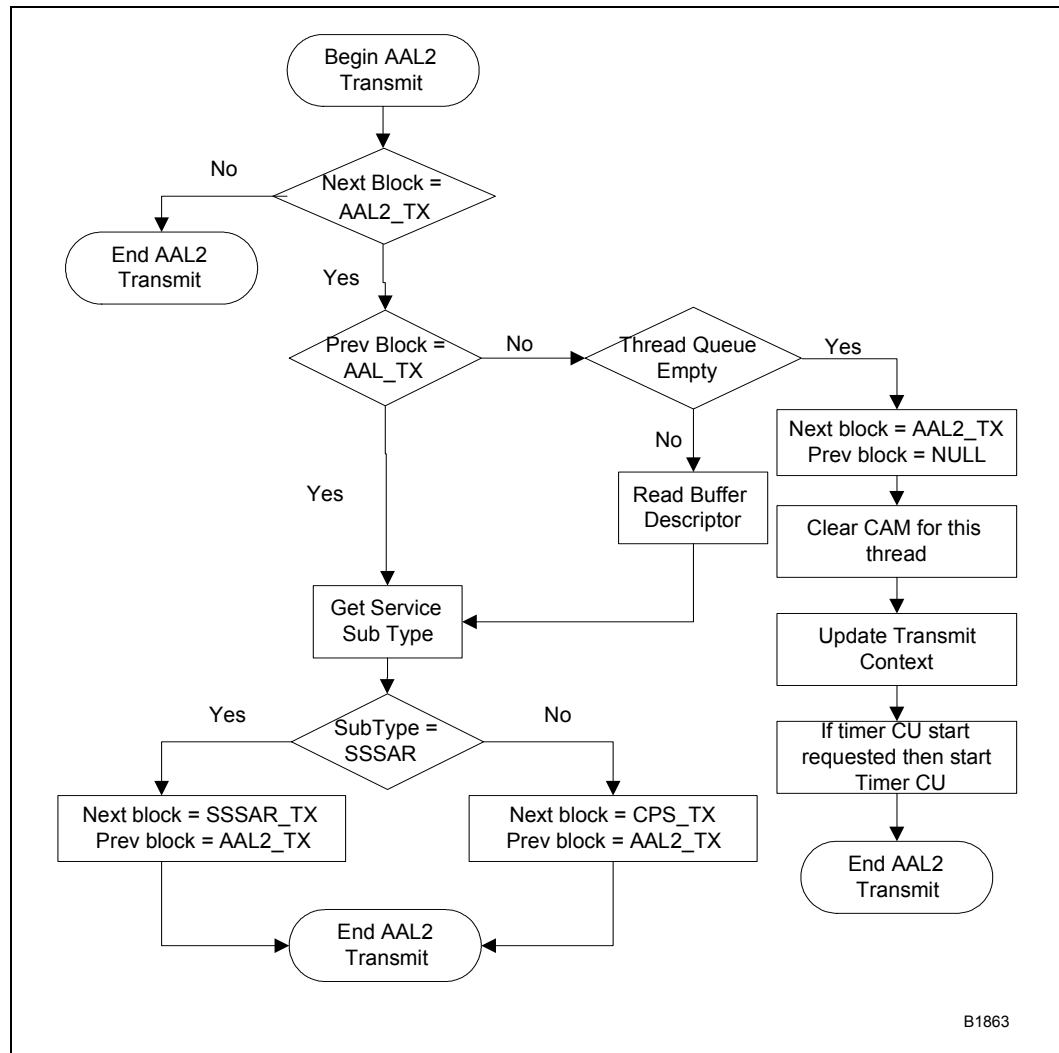 Begin AAL2
Transmit
No
Next Block =
AAL2_TX
End AAL2
Transmit
Yes
Prev Block =
AAL_TX
No
Thread Queue
Empty
Yes
Next block = AAL2_TX
Prev block = NULL
No
Read Buffer
Descriptor
Yes
Clear CAM for this
thread
Get Service
Sub Type
Update Transmit
Context
Yes
SubType =
SSSAR
No
If timer CU start
requested then start
Timer CU
Next block = SSSAR_TX
Prev block = AAL2_TX
Next block = CPS_TX
Prev block = AAL2_TX
End AAL2
Transmit
End AAL2
Transmit
B1863